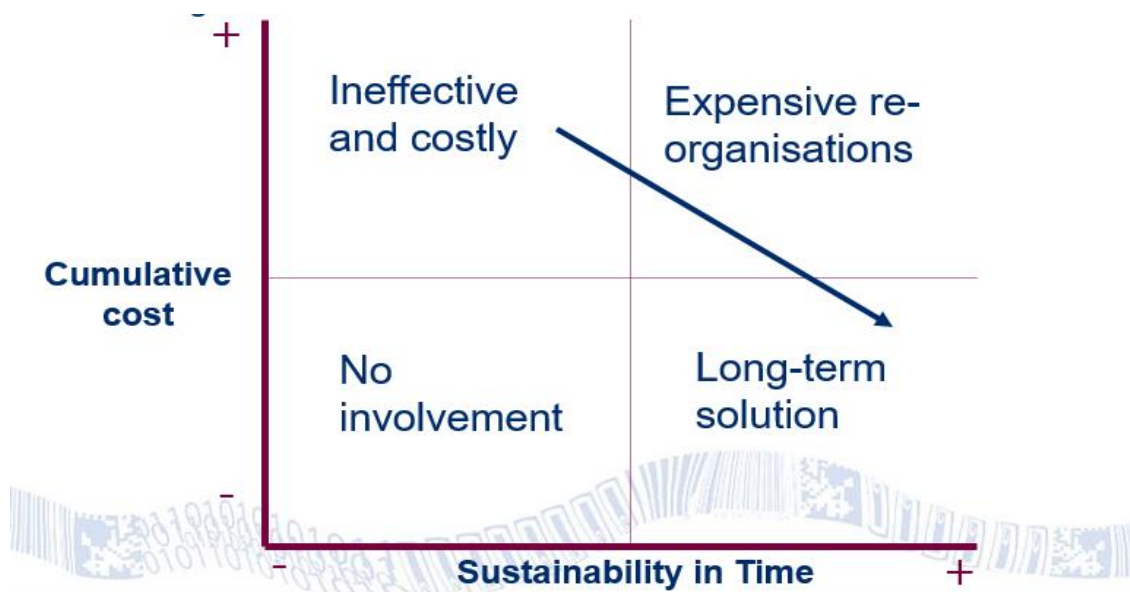 +
Ineffective
and costly
Expensive re-
organisations
Cumulative
cost
No
involvement
Long-term
solution
-
-
Sustainability in Time
+